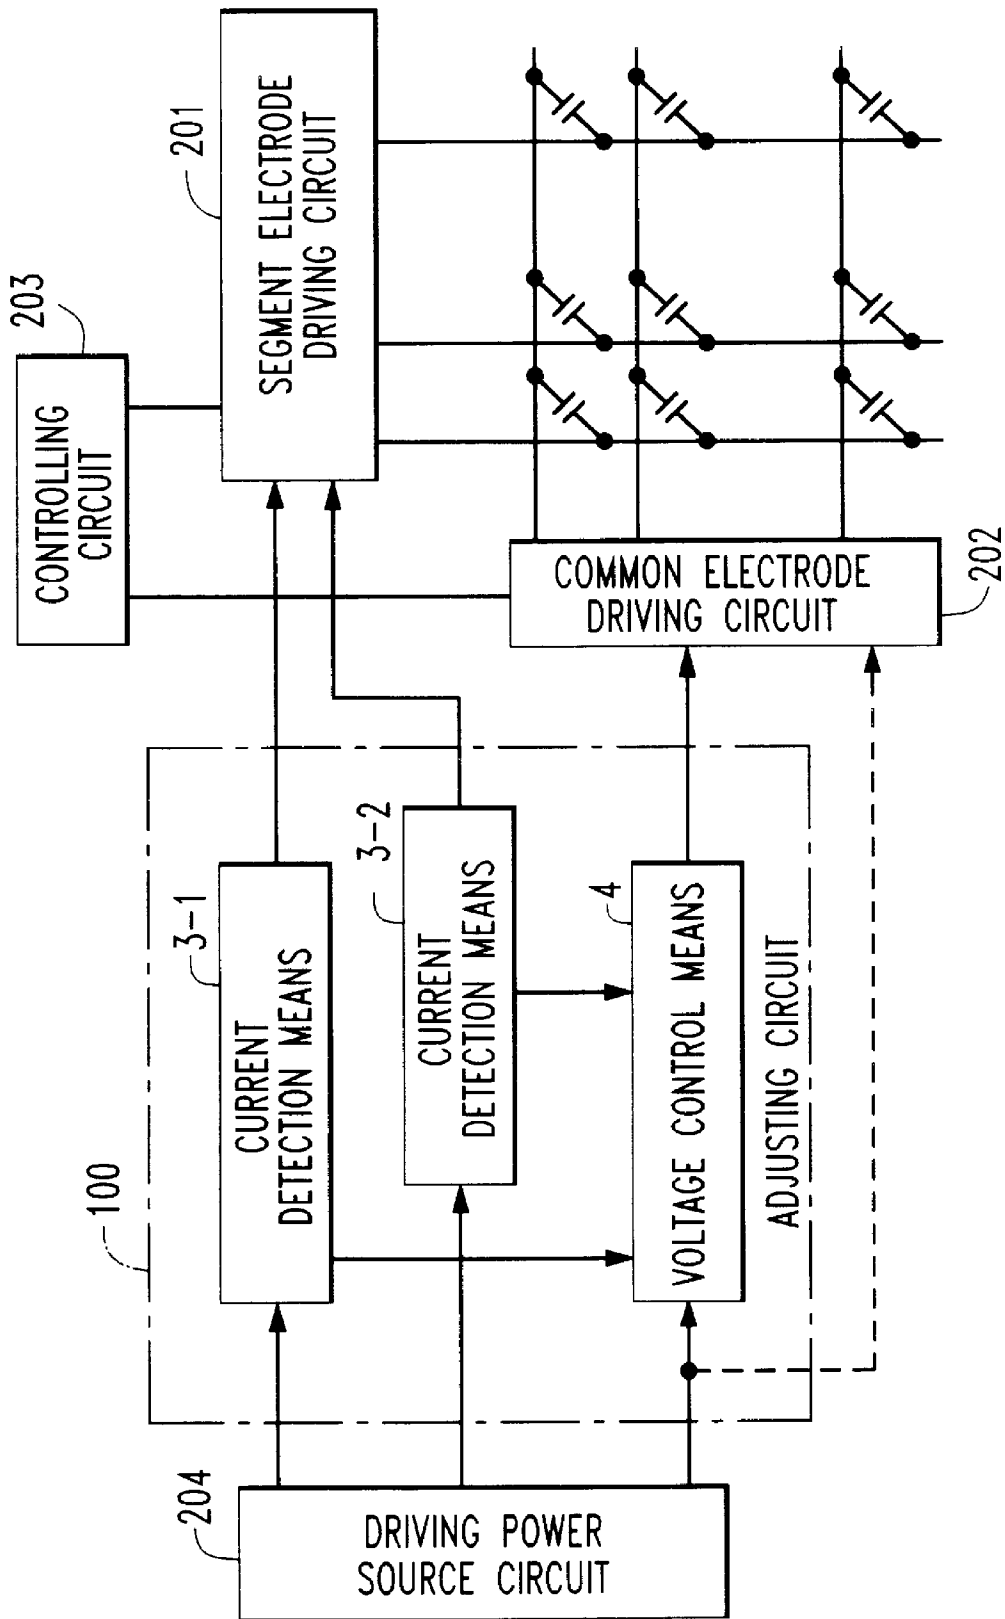 203
CONTROLLING
CIRCUIT
201
SEGMENT ELECTRODE
DRIVING CIRCUIT
COMMON ELECTRODE
DRIVING CIRCUIT
202
100
3-1
CURRENT
DETECTION MEANS
3-2
CURRENT
DETECTION MEANS
4
VOLTAGE CONTROL MEANS
ADJUSTING CIRCUIT
204
DRIVING POWER
SOURCE CIRCUIT